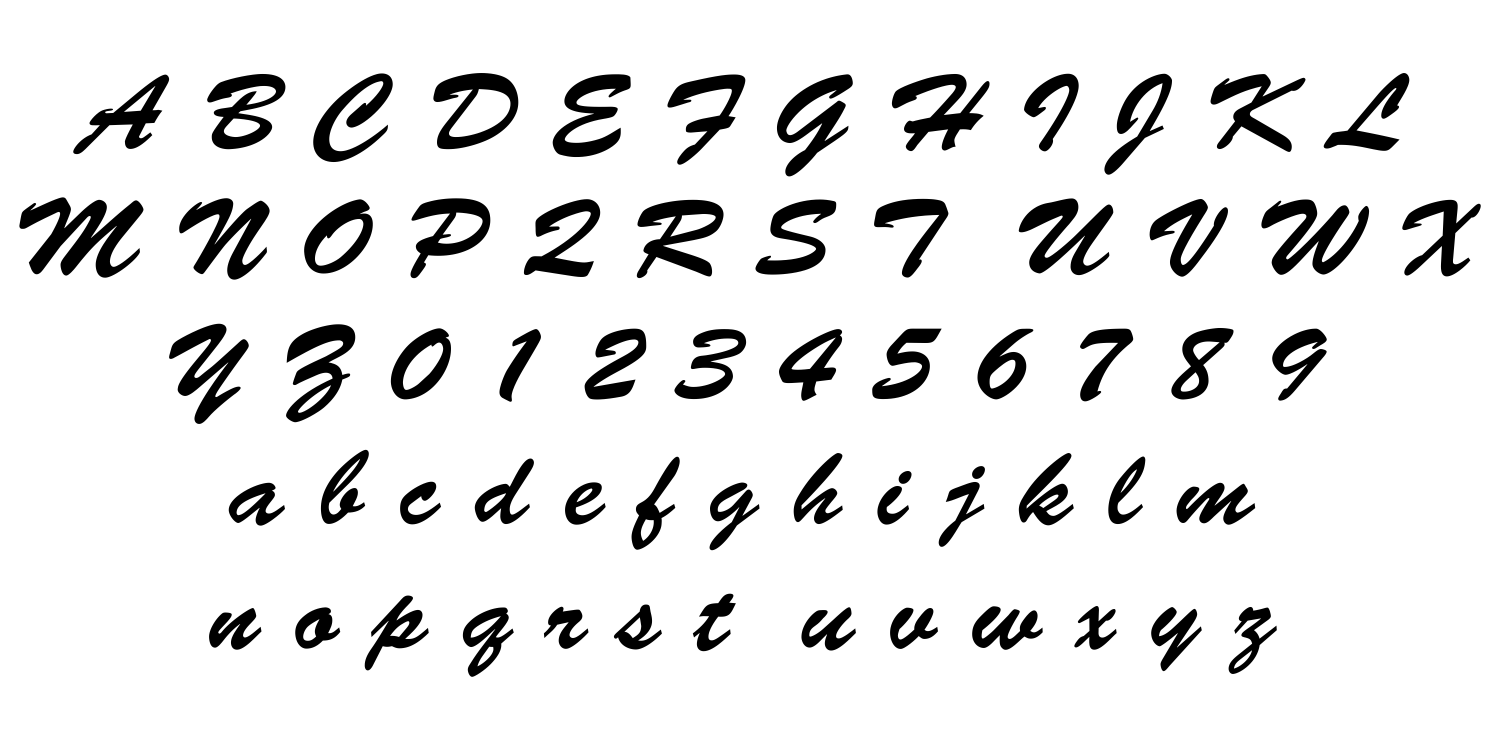 A B C D E F G H I J K L
M N O P Q R S T U V W X
Y Z 0 1 2 3 4 5 6 7 8 9
a b c d e f g h i j k l m
n o p q r s t u v w x y z